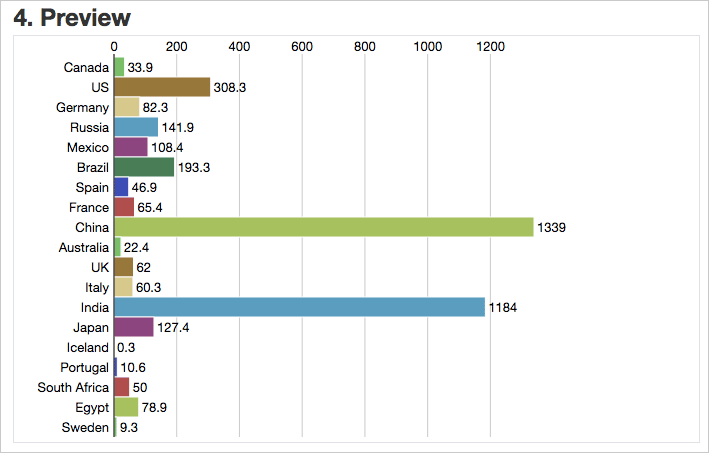 4. Preview
0 200 400 600 800 1000 1200
Canada 33.9
US 308.3
Germany 82.3
Russia 141.9
Mexico 108.4
Brazil 193.3
Spain 46.9
France 65.4
China 1339
Australia 22.4
UK 62
Italy 60.3
India 1184
Japan 127.4
Iceland 0.3
Portugal 10.6
South Africa 50
Egypt 78.9
Sweden 9.3